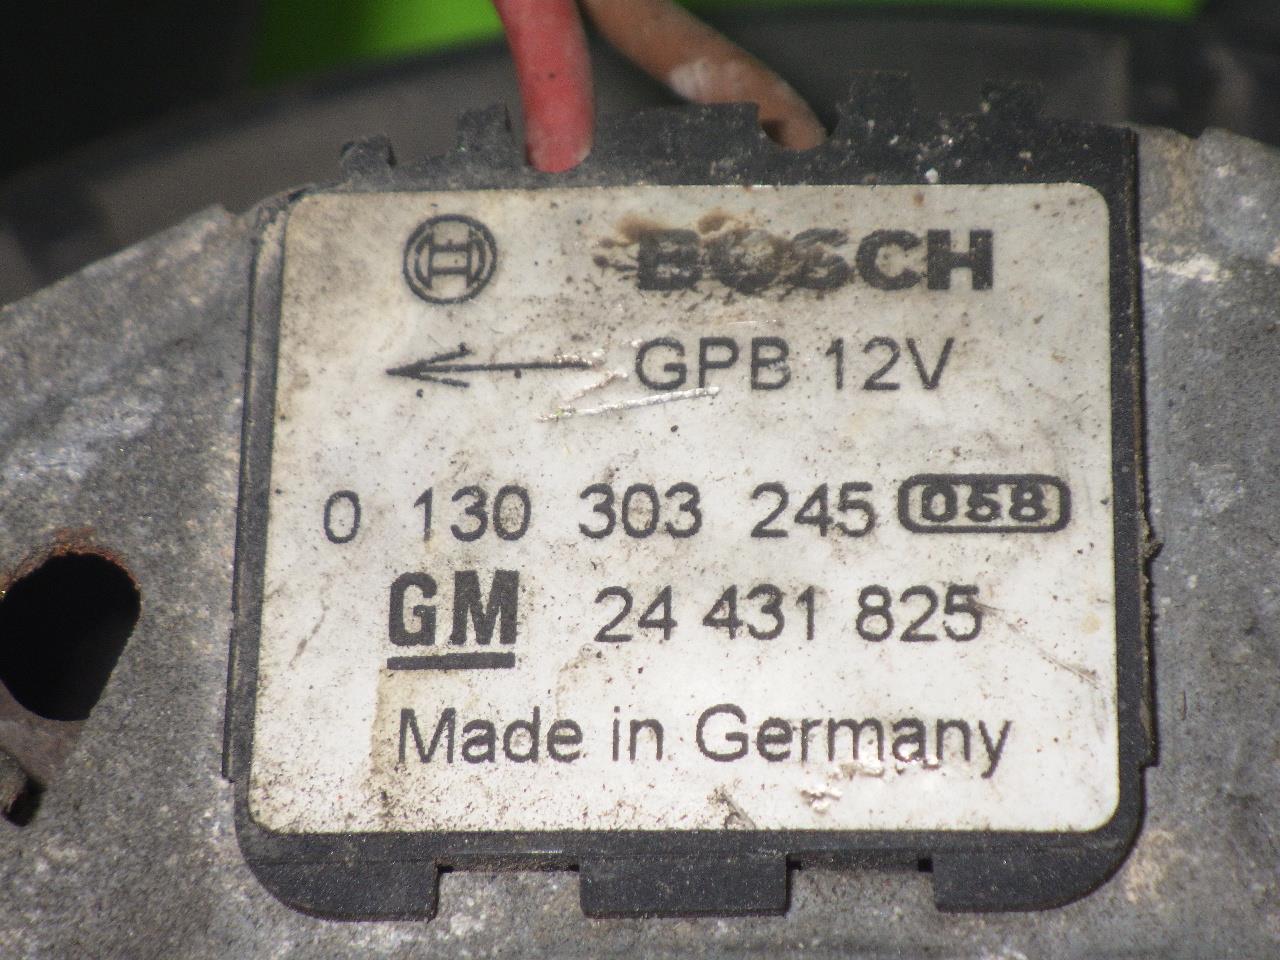 BOSCH
GPB 12V
0 130 303 245 058
GM 24 431 825
Made in Germany